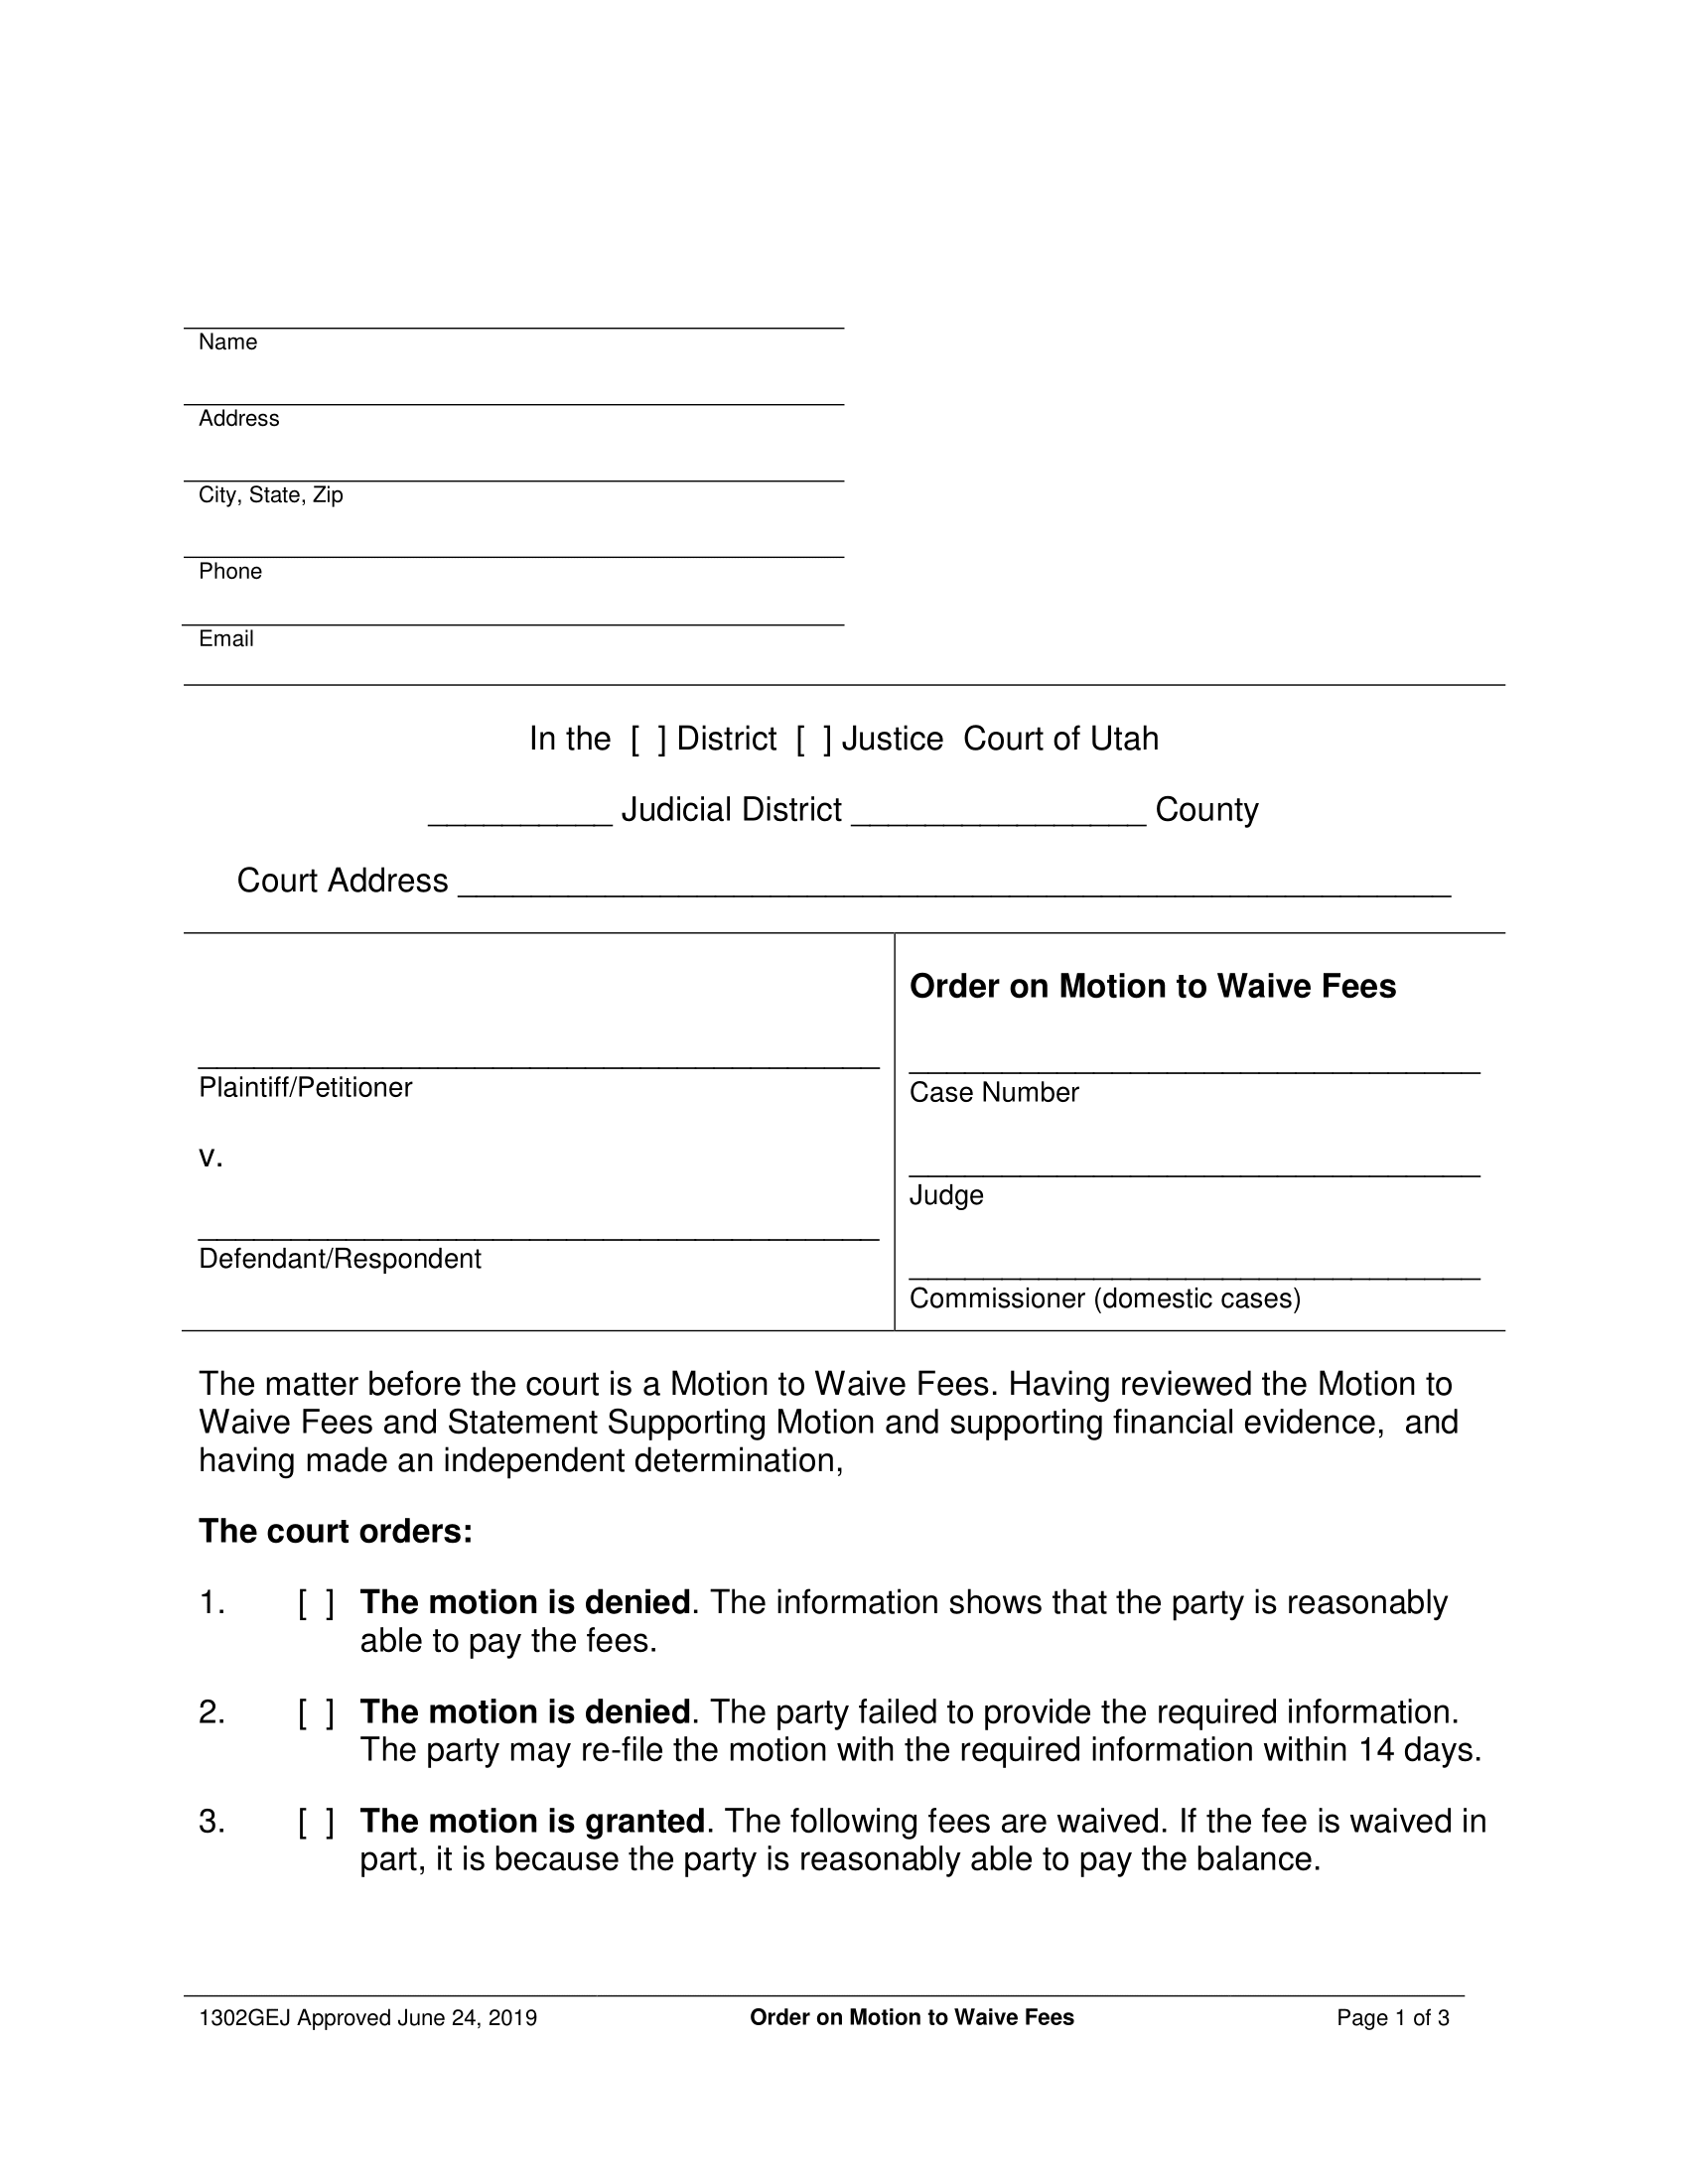 Name
Address
City, State, Zip
Phone
Email
In the [ ] District [ ] Justice Court of Utah
__________ Judicial District ________________ County
Court Address ______________________________________________________
Order on Motion to Waive Fees
_____________________________________
Plaintiff/Petitioner
_______________________________
Case Number
v.
_______________________________
Judge
_____________________________________
Defendant/Respondent
_______________________________
Commissioner (domestic cases)
The matter before the court is a Motion to Waive Fees. Having reviewed the Motion to
Waive Fees and Statement Supporting Motion and supporting financial evidence, and
having made an independent determination,
The court orders:
1. [ ] The motion is denied. The information shows that the party is reasonably
able to pay the fees.
2. [ ] The motion is denied. The party failed to provide the required information.
The party may re-file the motion with the required information within 14 days.
3. [ ] The motion is granted. The following fees are waived. If the fee is waived in
part, it is because the party is reasonably able to pay the balance.
1302GEJ Approved June 24, 2019 Order on Motion to Waive Fees Page 1 of 3